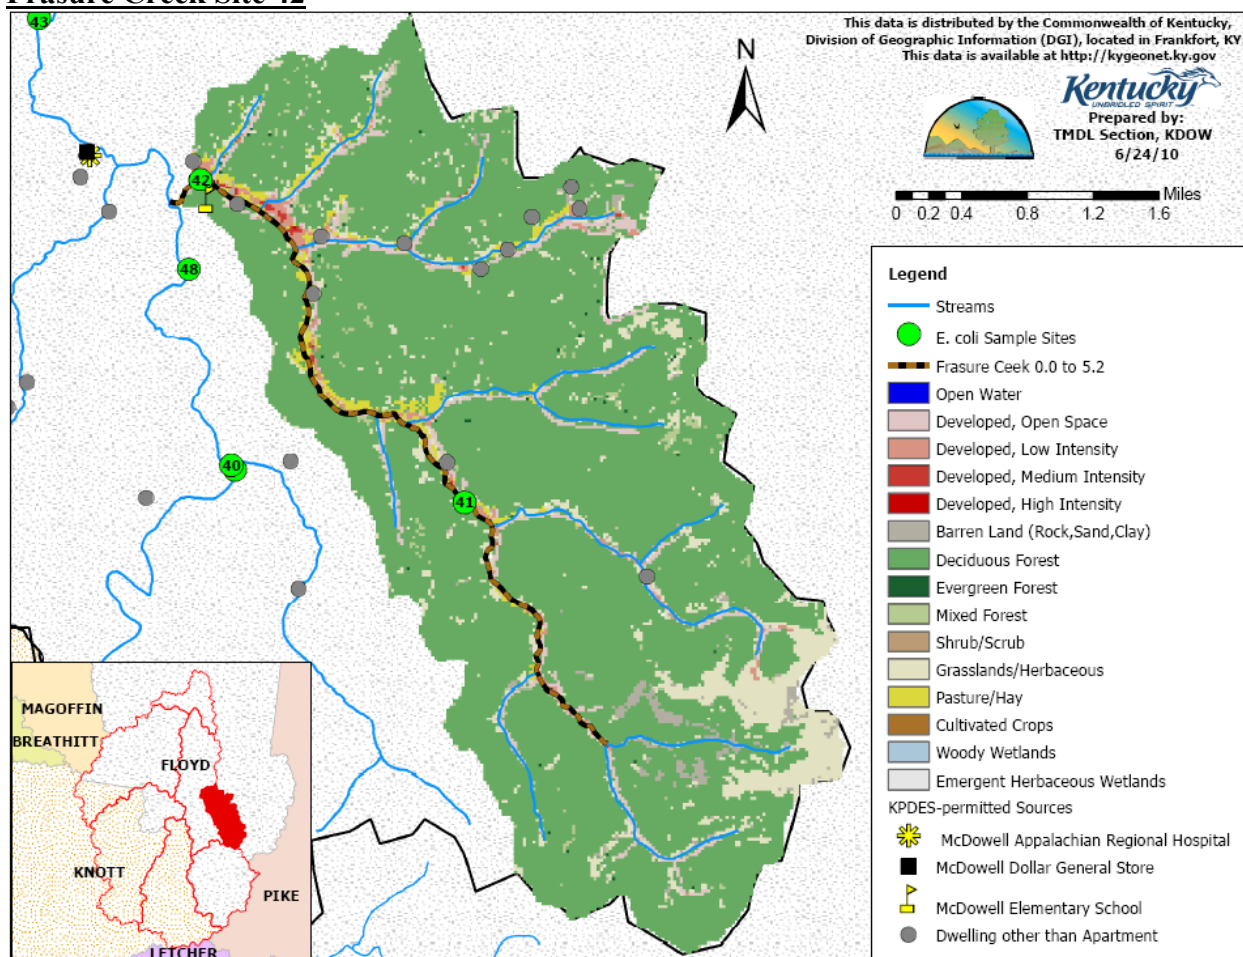 Frasure Creek Site 42
This data is distributed by the Commonwealth of Kentucky,
Division of Geographic Information (DGI), located in Frankfort, KY
This data is available at http://kygeonet.ky.gov
N
Kentucky
UNBRIDLED SPIRIT
Prepared by:
TMDL Section, KDOW
6/24/10
Miles
0 0.2 0.4 0.8 1.2 1.6
43
42
48
40
41
Legend
Streams
E. coli Sample Sites
Frasure Ceek 0.0 to 5.2
Open Water
Developed, Open Space
Developed, Low Intensity
Developed, Medium Intensity
Developed, High Intensity
Barren Land (Rock,Sand,Clay)
Deciduous Forest
Evergreen Forest
Mixed Forest
Shrub/Scrub
Grasslands/Herbaceous
Pasture/Hay
Cultivated Crops
Woody Wetlands
Emergent Herbaceous Wetlands
KPDES-permitted Sources
McDowell Appalachian Regional Hospital
McDowell Dollar General Store
McDowell Elementary School
Dwelling other than Apartment
MAGOFFIN
BREATHITT
FLOYD
KNOTT
PIKE
LETCHER